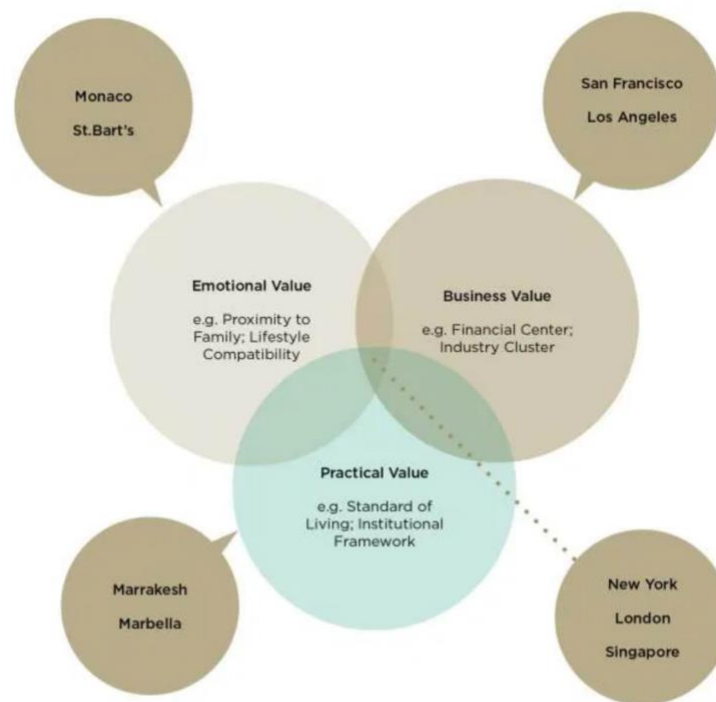 Monaco
St.Bart's
San Francisco
Los Angeles
Emotional Value
e.g. Proximity to
Family; Lifestyle
Compatibility
Business Value
e.g. Financial Center;
Industry Cluster
Practical Value
e.g. Standard of
Living; Institutional
Framework
Marrakesh
Marbella
New York
London
Singapore